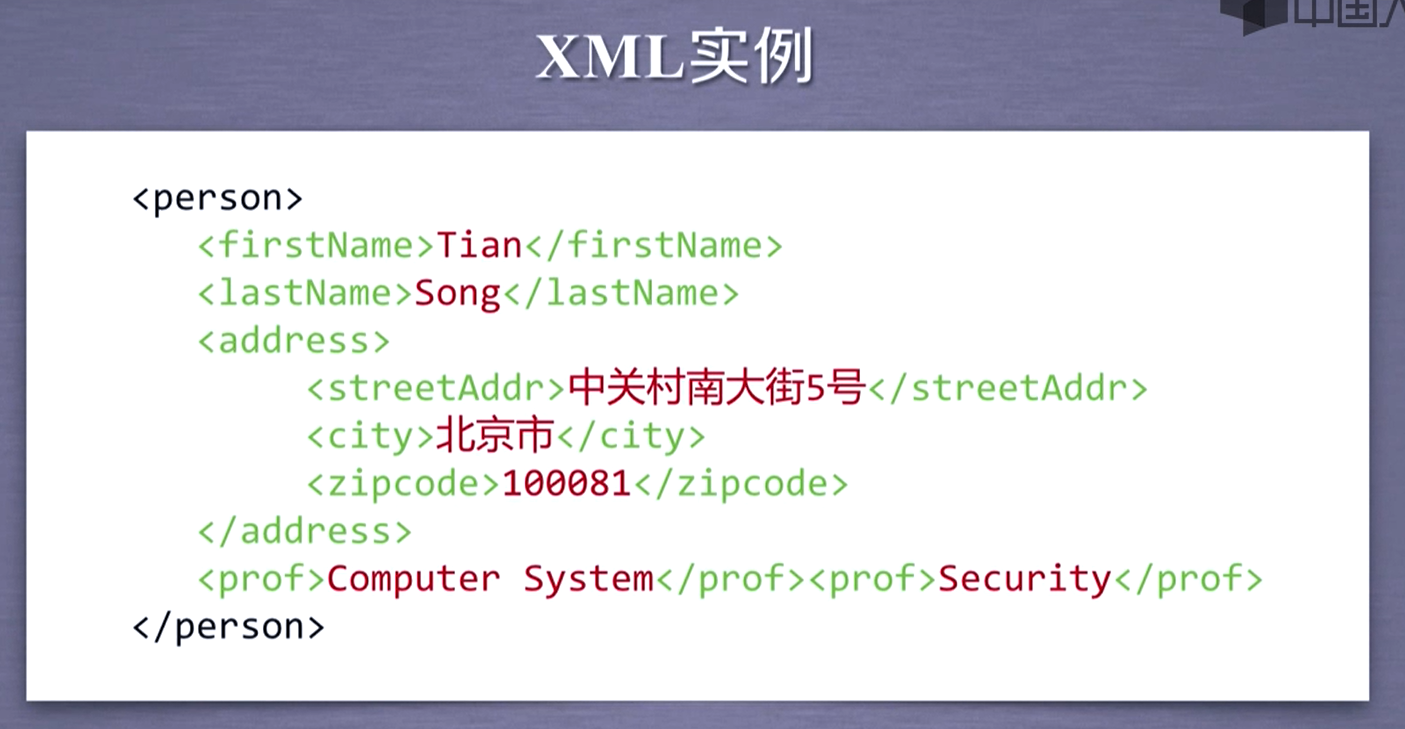 中国
XML实例
<person>
<firstName>Tian</firstName>
<lastName>Song</lastName>
<address>
<streetAddr>中关村南大街5号</streetAddr>
<city>北京市</city>
<zipcode>100081</zipcode>
</address>
<prof>Computer System</prof><prof>Security</prof>
</person>